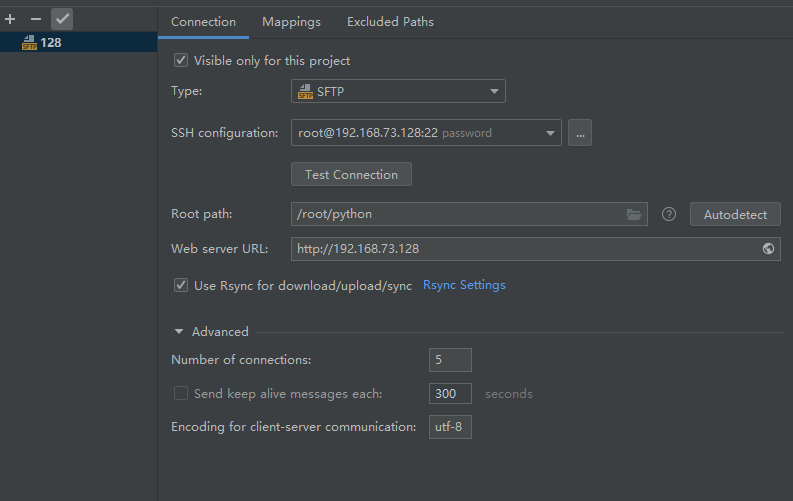 Connection Mappings Excluded Paths
SFTP 128
Visible only for this project
Type: SFTP SFTP
SSH configuration: root@192.168.73.128:22 password ...
Test Connection
Root path: /root/python ? Autodetect
Web server URL: http://192.168.73.128
Use Rsync for download/upload/sync Rsync Settings
Advanced
Number of connections: 5
Send keep alive messages each: 300 seconds
Encoding for client-server communication: utf-8